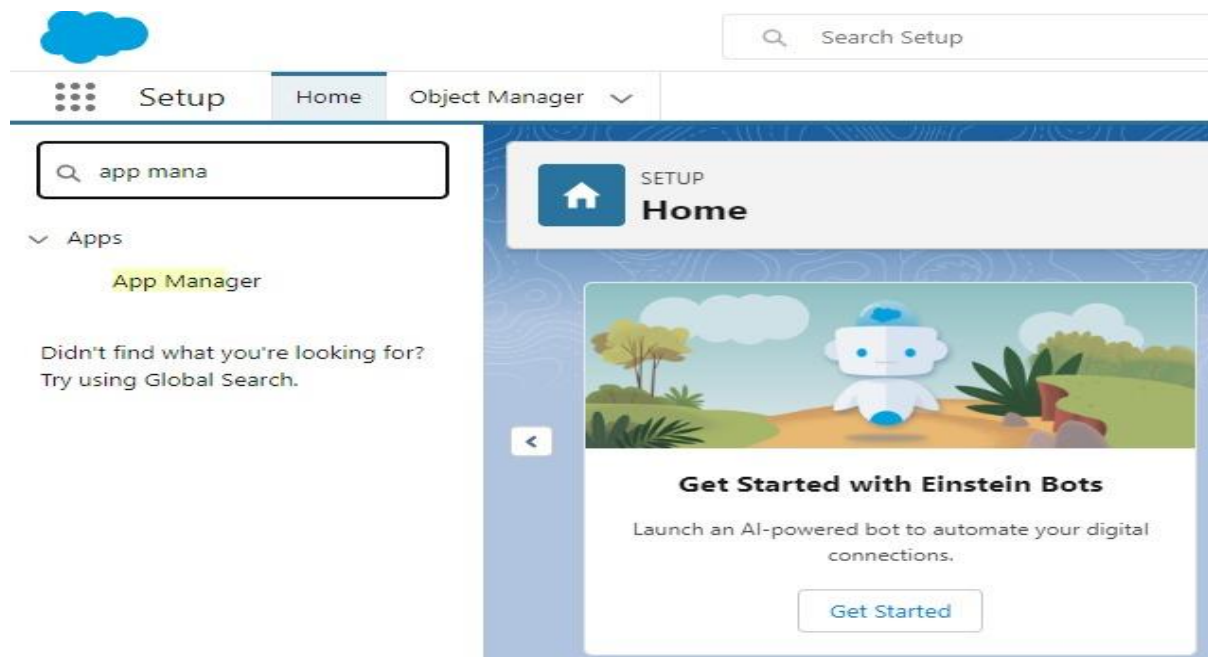 Search Setup
Setup
Home
Object Manager
app mana
SETUP
Home
Apps
App Manager
Didn't find what you're looking for?
Try using Global Search.
Get Started with Einstein Bots
Launch an AI-powered bot to automate your digital
connections.
Get Started